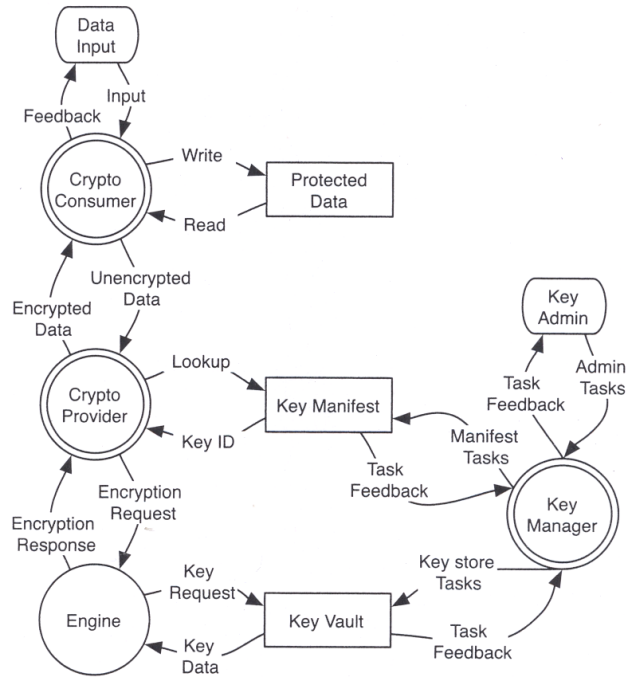 Data
Input
Input
Feedback
Write
Crypto
Consumer
Protected
Data
Read
Unencrypted
Data
Encrypted
Data
Key
Admin
Lookup
Admin
Tasks
Task
Feedback
Crypto
Provider
Key Manifest
Key ID
Manifest
Tasks
Task
Feedback
Encryption
Request
Key
Manager
Encryption
Response
Key store
Tasks
Key
Request
Engine
Key Vault
Task
Feedback
Key
Data